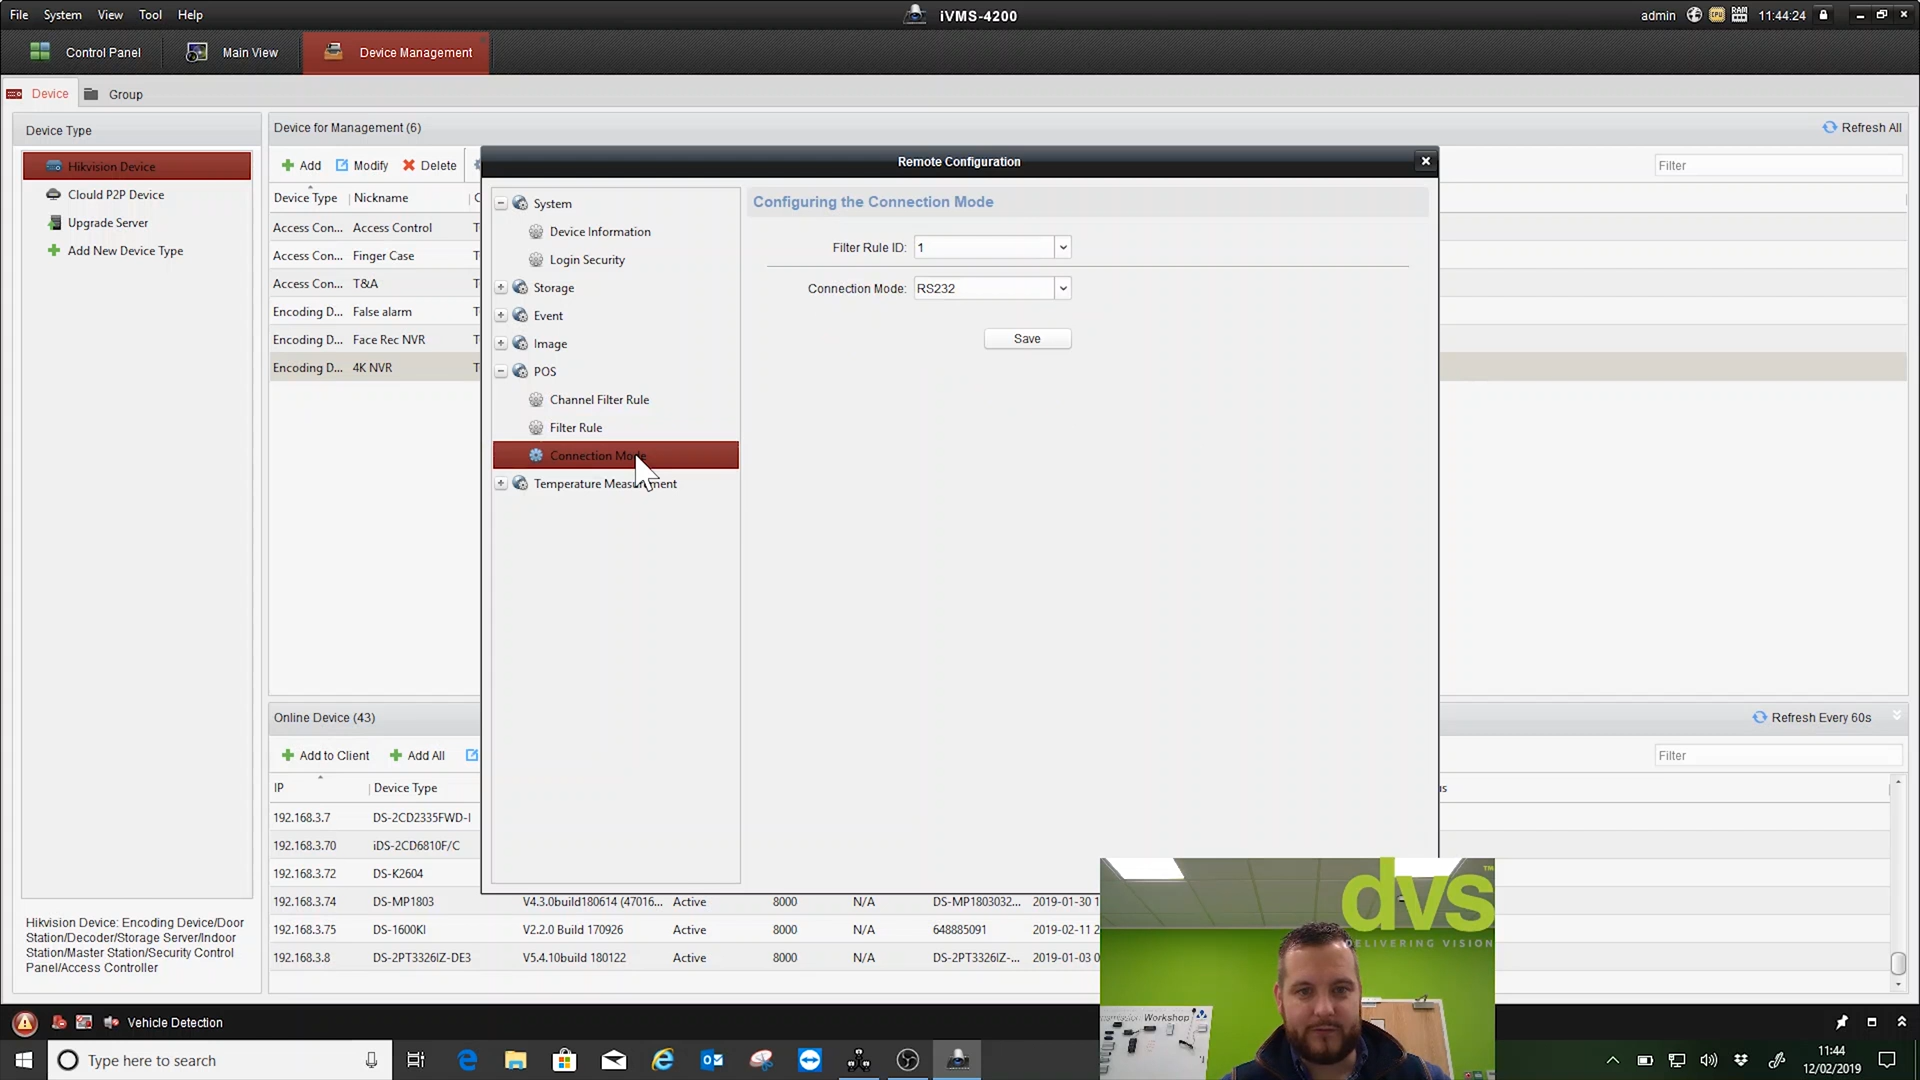 File System View Tool Help
iVMS-4200
admin 11:44:24
Control Panel Main View Device Management
Device Group
Device Type
Hikvision Device
Clould P2P Device
Upgrade Server
Add New Device Type
Hikvision Device: Encoding Device/Door
Station/Decoder/Storage Server/Indoor
Station/Master Station/Security Control
Panel/Access Controller
Device for Management (6)
Refresh All
Add Modify Delete
Filter
Device Type Nickname
Access Con... Access Control
Access Con... Finger Case
Access Con... T&A
Encoding D... False alarm
Encoding D... Face Rec NVR
Encoding D... 4K NVR
Remote Configuration
System
Device Information
Login Security
Storage
Event
Image
POS
Channel Filter Rule
Filter Rule
Connection Mode
Temperature Measurement
Configuring the Connection Mode
Filter Rule ID: 1
Connection Mode: RS232
Save
Online Device (43)
Refresh Every 60s
Add to Client Add All
Filter
IP Device Type
192.168.3.7 DS-2CD2335FWD-I
192.168.3.70 iDS-2CD6810F/C
192.168.3.72 DS-K2604
192.168.3.74 DS-MP1803 V4.3.0build180614 (47016... Active 8000 N/A DS-MP1803032... 2019-01-30 1
192.168.3.75 DS-1600KI V2.2.0 Build 170926 Active 8000 N/A 648885091 2019-02-11 2
192.168.3.8 DS-2PT3326IZ-DE3 V5.4.10build 180122 Active 8000 N/A DS-2PT3326IZ-... 2019-01-03 0
dvs™
DELIVERING VISION
Workshop
Vehicle Detection
Type here to search
11:44
12/02/2019